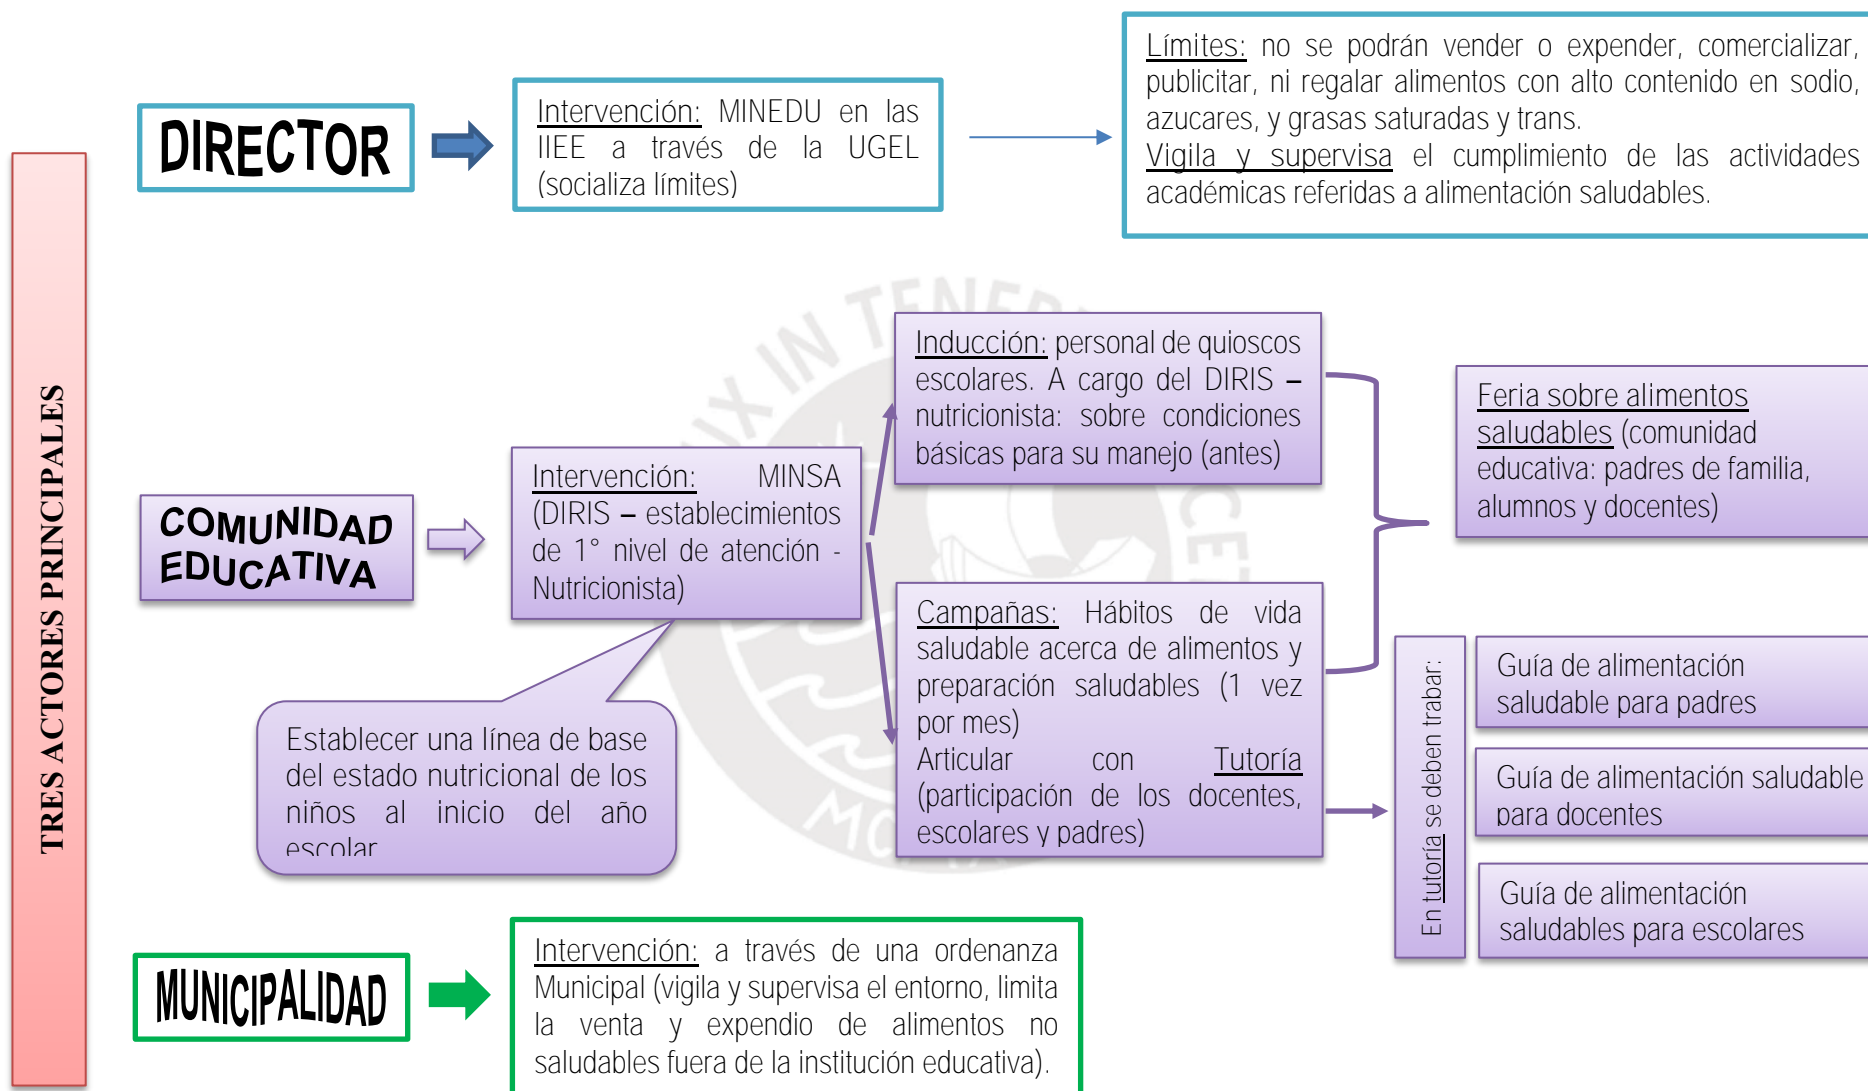 TRES ACTORES PRINCIPALES
DIRECTOR
Intervención: MINEDU en las
IIEE a través de la UGEL
(socializa límites)
Límites: no se podrán vender o expender, comercializar,
publicitar, ni regalar alimentos con alto contenido en sodio,
azucares, y grasas saturadas y trans.
Vigila y supervisa el cumplimiento de las actividades
académicas referidas a alimentación saludables.
COMUNIDAD
EDUCATIVA
Intervención: MINSA
(DIRIS – establecimientos
de 1° nivel de atención -
Nutricionista)
Establecer una línea de base
del estado nutricional de los
niños al inicio del año
escolar
Inducción: personal de quioscos
escolares. A cargo del DIRIS –
nutricionista: sobre condiciones
básicas para su manejo (antes)
Campañas: Hábitos de vida
saludable acerca de alimentos y
preparación saludables (1 vez
por mes)
Articular con Tutoría
(participación de los docentes,
escolares y padres)
Feria sobre alimentos
saludables (comunidad
educativa: padres de familia,
alumnos y docentes)
En tutoría se deben trabar:
Guía de alimentación
saludable para padres
Guía de alimentación saludable
para docentes
Guía de alimentación
saludables para escolares
MUNICIPALIDAD
Intervención: a través de una ordenanza
Municipal (vigila y supervisa el entorno, limita
la venta y expendio de alimentos no
saludables fuera de la institución educativa).